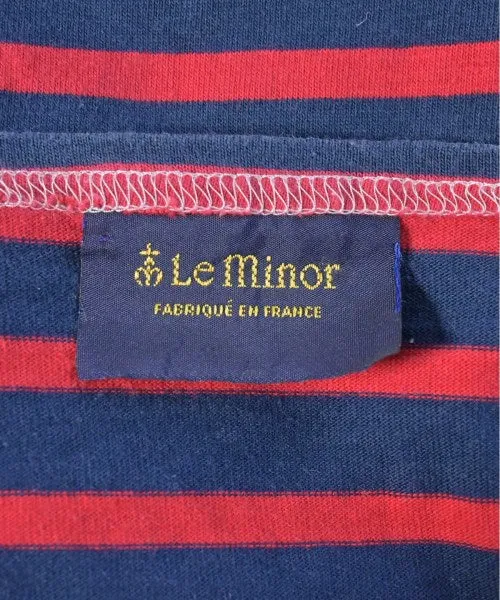 Le Minor
FABRIQUÉ EN FRANCE